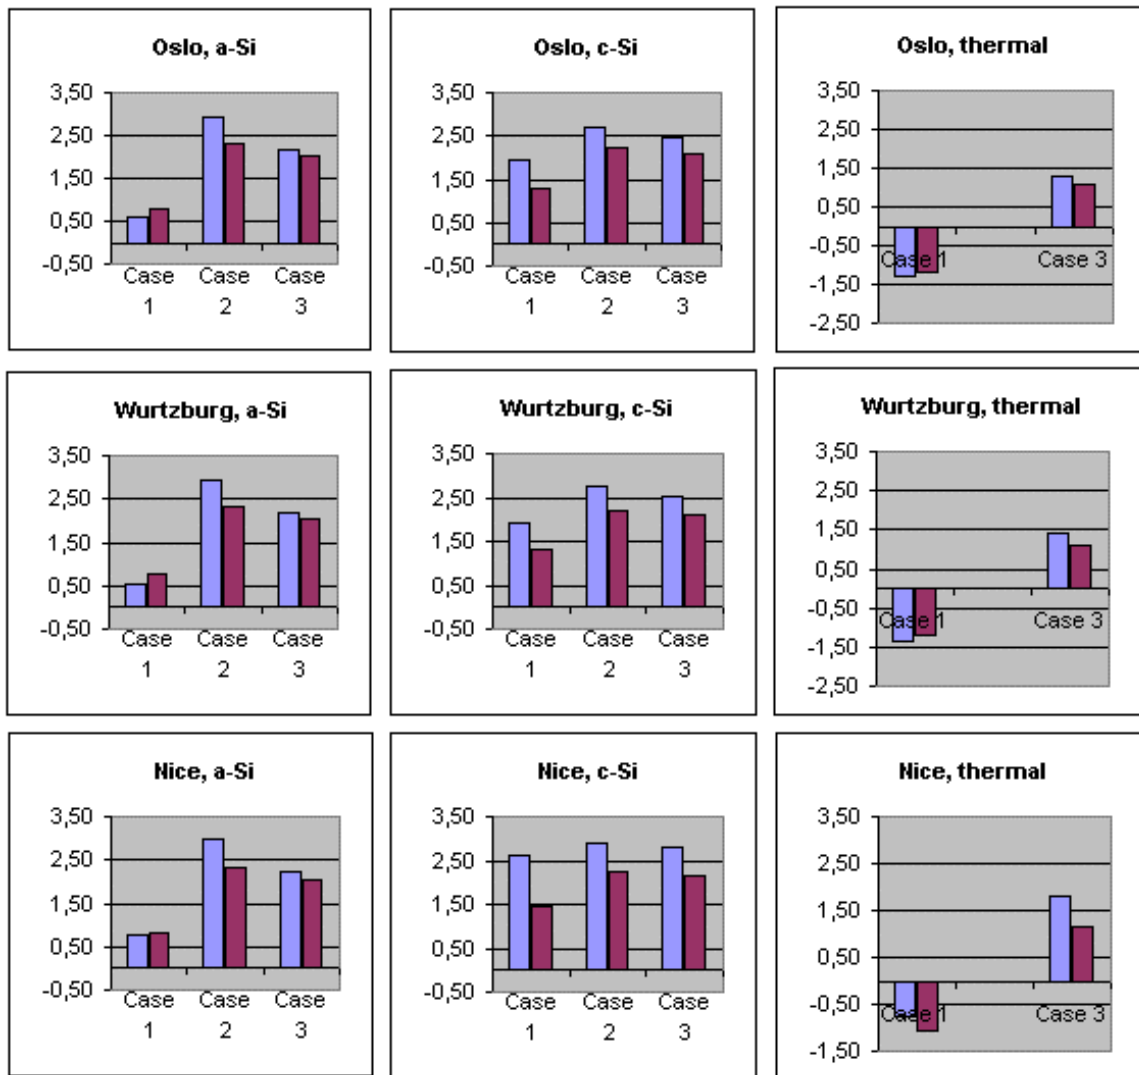 Oslo, a-Si
3,50
2,50
1,50
0,50
-0,50
Case Case Case
1 2 3
Oslo, c-Si
3,50
2,50
1,50
0,50
-0,50
Case Case Case
1 2 3
Oslo, thermal
3,50
2,50
1,50
0,50
-0,50
-1,50
-2,50
Case 1 Case 3
Wurtzburg, a-Si
3,50
2,50
1,50
0,50
-0,50
Case Case Case
1 2 3
Wurtzburg, c-Si
3,50
2,50
1,50
0,50
-0,50
Case Case Case
1 2 3
Wurtzburg, thermal
3,50
2,50
1,50
0,50
-0,50
-1,50
-2,50
Case 1 Case 3
Nice, a-Si
3,50
2,50
1,50
0,50
-0,50
Case Case Case
1 2 3
Nice, c-Si
3,50
2,50
1,50
0,50
-0,50
Case Case Case
1 2 3
Nice, thermal
3,50
2,50
1,50
0,50
-0,50
-1,50
Case 1 Case 3